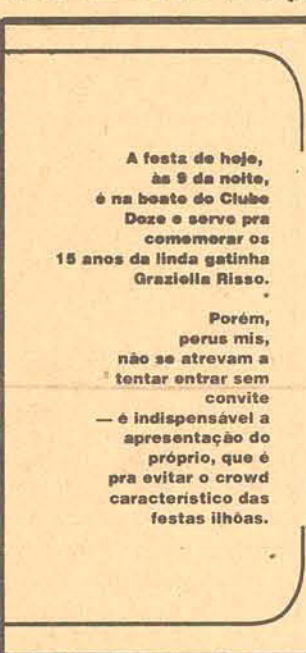 A festa de hoje,
às 9 da noite,
é na boate do Clube
Doze e serve pra
comemorar os
15 anos da linda gatinha
Graziella Risso.
Porém,
perus mis,
não se atrevam a
tentar entrar sem
convite
— é indispensável a
apresentação do
próprio, que é
pra evitar o crowd
característico das
festas ilhôas.